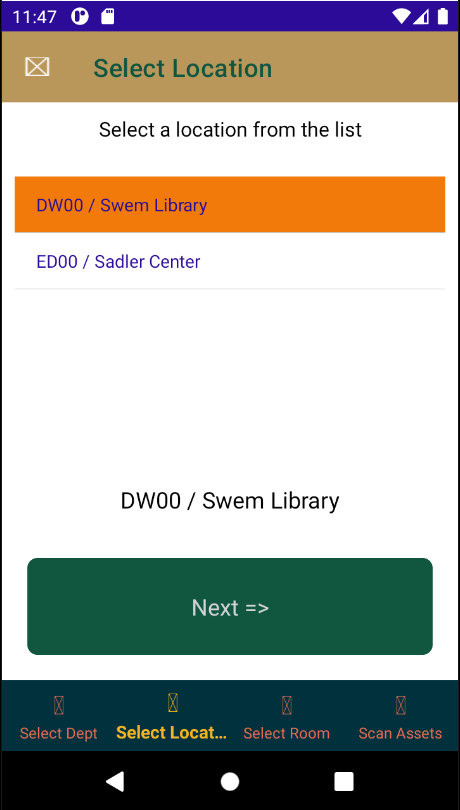 11:47
Select Location
Select a location from the list
DW00 / Swem Library
ED00 / Sadler Center
DW00 / Swem Library
Next =>
Select Dept
Select Locat...
Select Room
Scan Assets